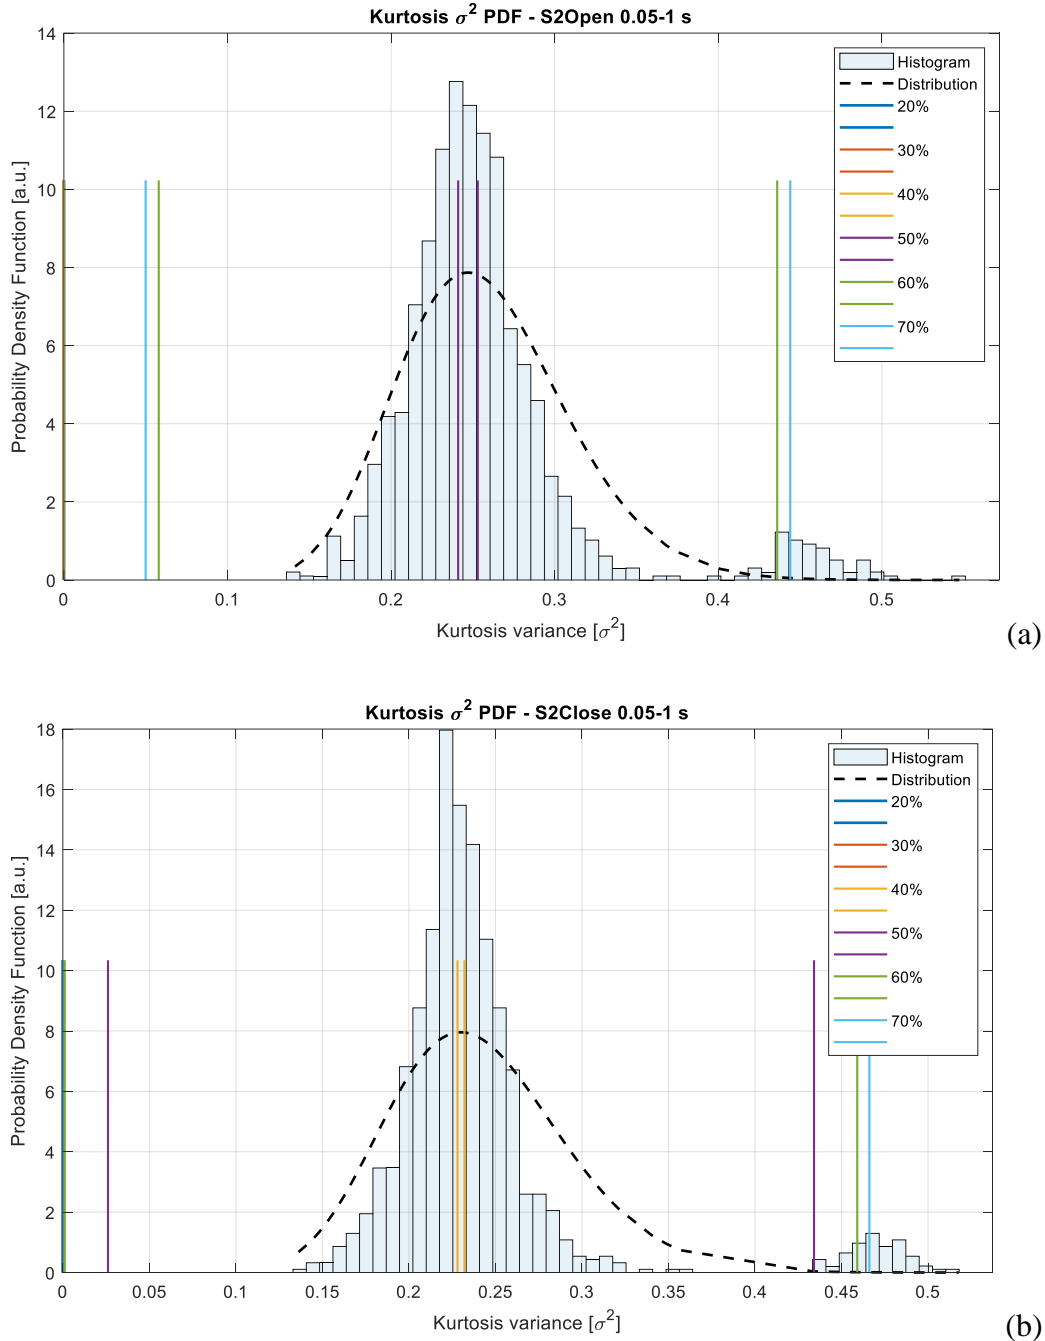 Kurtosis σ² PDF - S2Open 0.05-1 s
14
12
10
8
6
4
2
0
Probability Density Function [a.u.]
Histogram
Distribution
20%
30%
40%
50%
60%
70%
0 0.1 0.2 0.3 0.4 0.5
Kurtosis variance [σ²]
(a)
Kurtosis σ² PDF - S2Close 0.05-1 s
18
16
14
12
10
8
6
4
2
0
Probability Density Function [a.u.]
Histogram
Distribution
20%
30%
40%
50%
60%
70%
0 0.05 0.1 0.15 0.2 0.25 0.3 0.35 0.4 0.45 0.5
Kurtosis variance [σ²]
(b)